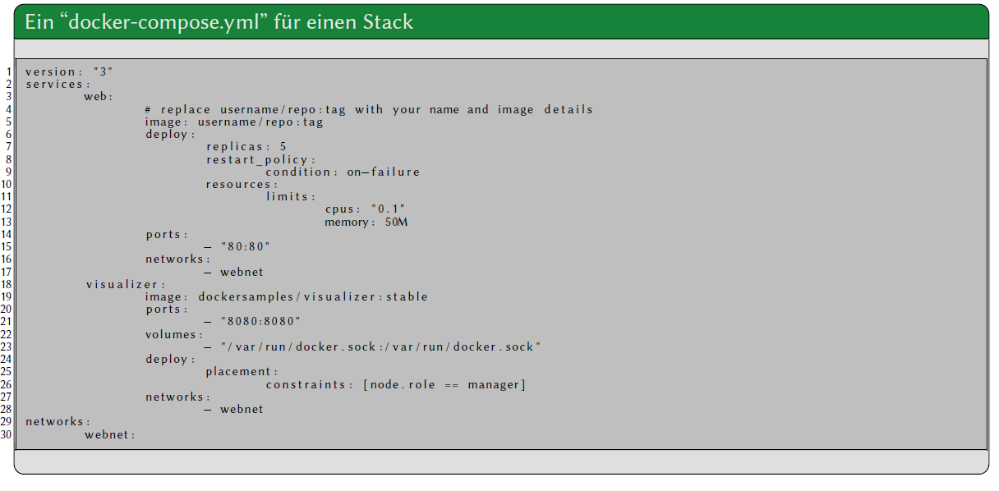 Ein “docker-compose.yml” für einen Stack
1 version: "3"
2 services:
3 web:
4 # replace username/repo:tag with your name and image details
5 image: username/repo:tag
6 deploy:
7 replicas: 5
8 restart_policy:
9 condition: on−failure
10 resources:
11 limits:
12 cpus: "0.1"
13 memory: 50M
14 ports:
15 − "80:80"
16 networks:
17 − webnet
18 visualizer:
19 image: dockersamples/visualizer:stable
20 ports:
21 − "8080:8080"
22 volumes:
23 − "/var/run/docker.sock:/var/run/docker.sock"
24 deploy:
25 placement:
26 constraints: [node.role == manager]
27 networks:
28 − webnet
29 networks:
30 webnet: